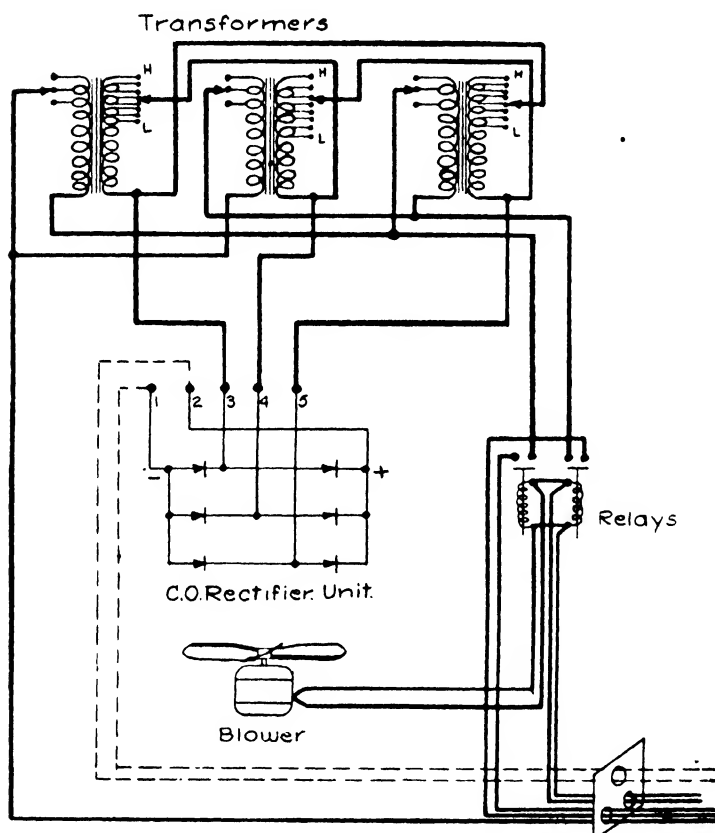 Transformers
H
L
H
L
H
L
1
2
3
4
5
-
+
C.O. Rectifier. Unit.
Relays
Blower